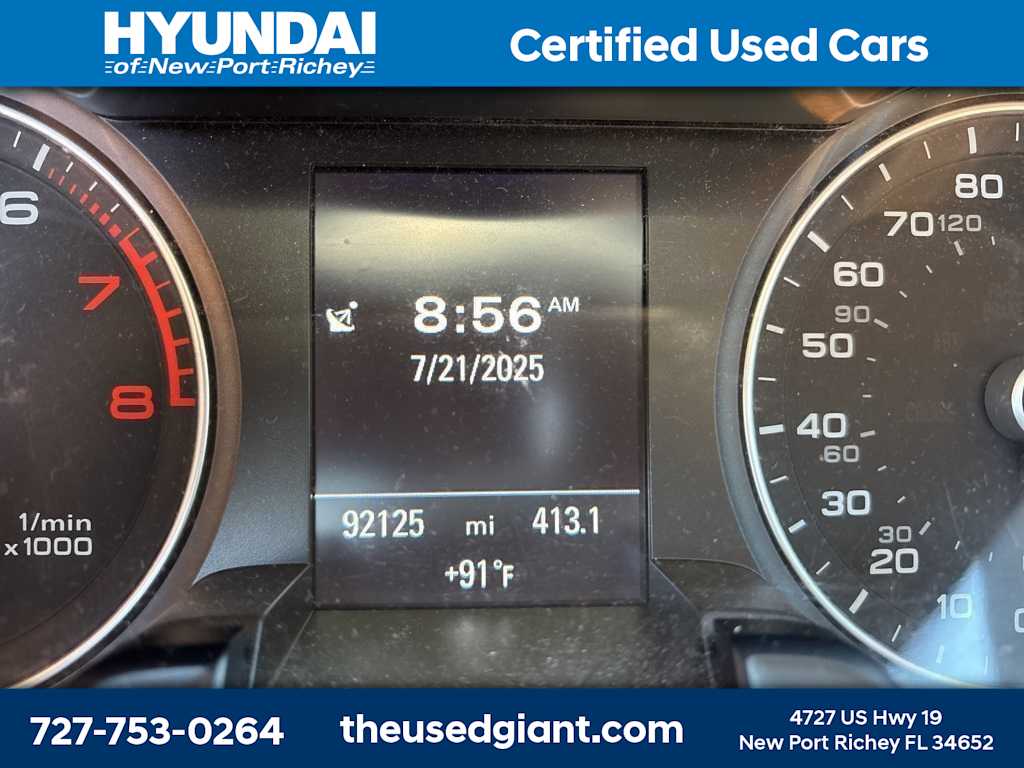 HYUNDAI
of New Port Richey
Certified Used Cars
6
7
8
1/min
x 1000
8:56 AM
7/21/2025
92125 mi 413.1
+91°F
80
70 120
60
90
50
40
60
30
30
20
10
0
727-753-0264
theusedgiant.com
4727 US Hwy 19
New Port Richey FL 34652